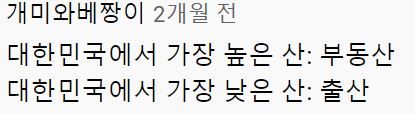 개미와베짱이 2개월 전
대한민국에서 가장 높은 산: 부동산
대한민국에서 가장 낮은 산: 출산